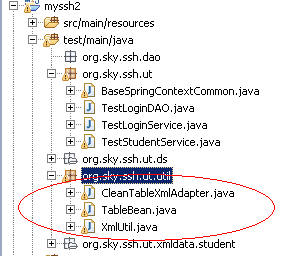 myssh2
src/main/resources
test/main/java
org.sky.ssh.dao
org.sky.ssh.ut
BaseSpringContextCommon.java
TestLoginDAO.java
TestLoginService.java
TestStudentService.java
org.sky.ssh.ut.ds
org.sky.ssh.ut.util
CleanTableXmlAdapter.java
TableBean.java
XmlUtil.java
org.sky.ssh.ut.xmldata.student